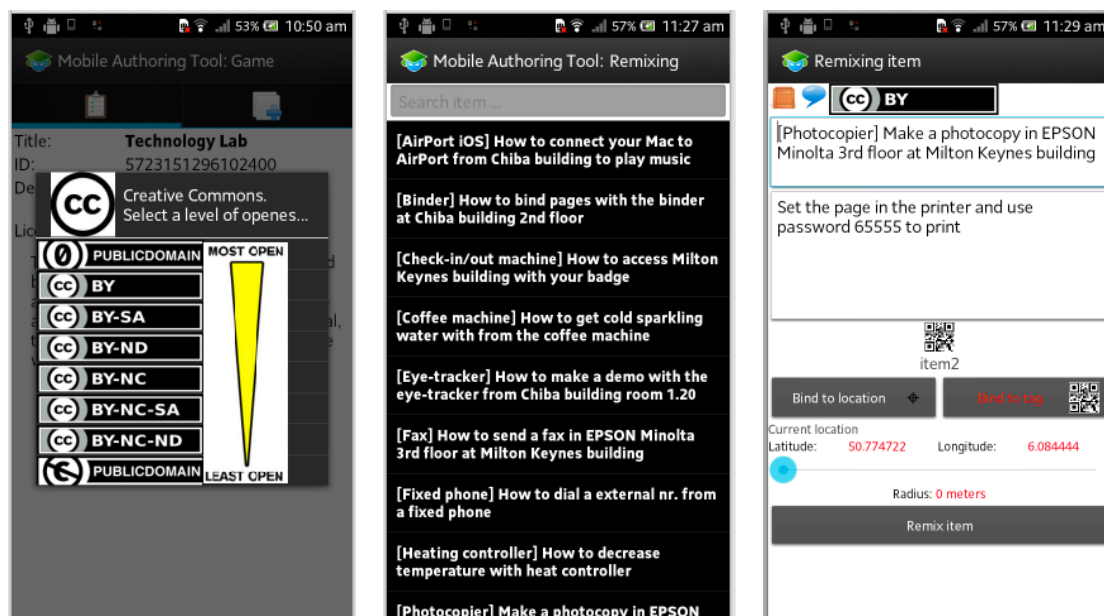 53% 10:50 am
Mobile Authoring Tool: Game
Title: Technology Lab
ID: 5723151296102400
De
Creative Commons.
Select a level of openes...
Lic
PUBLICDOMAIN
MOST OPEN
CC BY
CC BY-SA
CC BY-ND
CC BY-NC
CC BY-NC-SA
CC BY-NC-ND
PUBLICDOMAIN
LEAST OPEN
57% 11:27 am
Mobile Authoring Tool: Remixing
Search item ...
[AirPort iOS] How to connect your Mac to
AirPort from Chiba building to play music
[Binder] How to bind pages with the binder
at Chiba building 2nd floor
[Check-in/out machine] How to access Milton
Keynes building with your badge
[Coffee machine] How to get cold sparkling
water with from the coffee machine
[Eye-tracker] How to make a demo with the
eye-tracker from Chiba building room 1.20
[Fax] How to send a fax in EPSON Minolta
3rd floor at Milton Keynes building
[Fixed phone] How to dial a external nr. from
a fixed phone
[Heating controller] How to decrease
temperature with heat controller
[Photocopier] Make a photocopy in EPSON
57% 11:29 am
Remixing item
CC BY
[Photocopier] Make a photocopy in EPSON
Minolta 3rd floor at Milton Keynes building
Set the page in the printer and use
password 65555 to print
item2
Bind to location
Bind to tag
Current location
Latitude: 50.774722 Longitude: 6.084444
Radius: 0 meters
Remix item